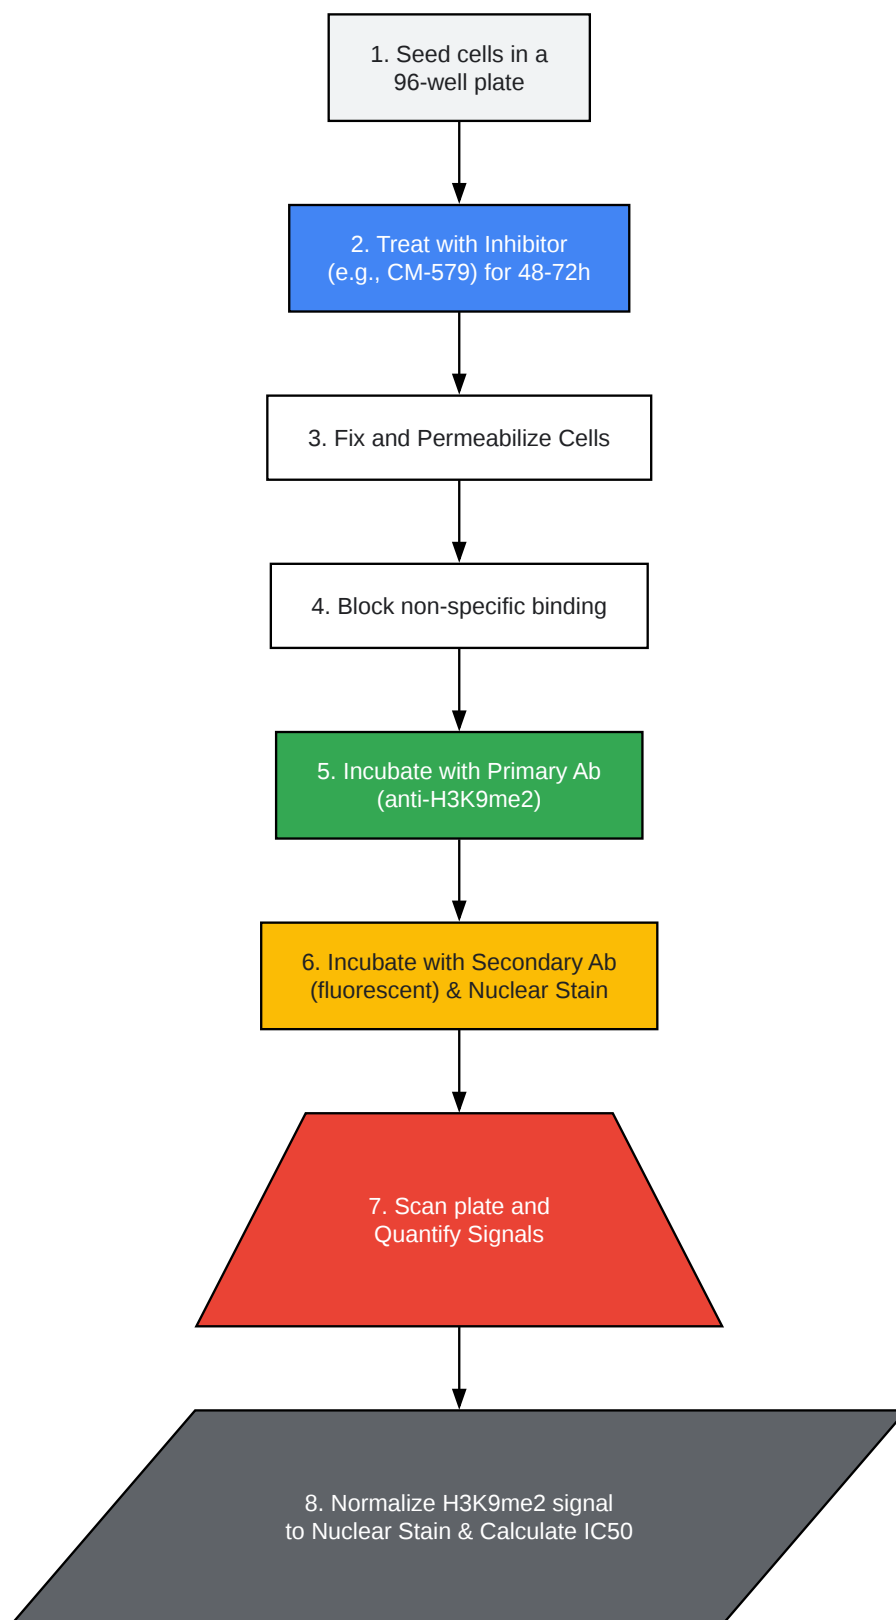 1. Seed cells in a
96-well plate
2. Treat with Inhibitor
(e.g., CM-579) for 48-72h
3. Fix and Permeabilize Cells
4. Block non-specific binding
5. Incubate with Primary Ab
(anti-H3K9me2)
6. Incubate with Secondary Ab
(fluorescent) & Nuclear Stain
7. Scan plate and
Quantify Signals
8. Normalize H3K9me2 signal
to Nuclear Stain & Calculate IC50